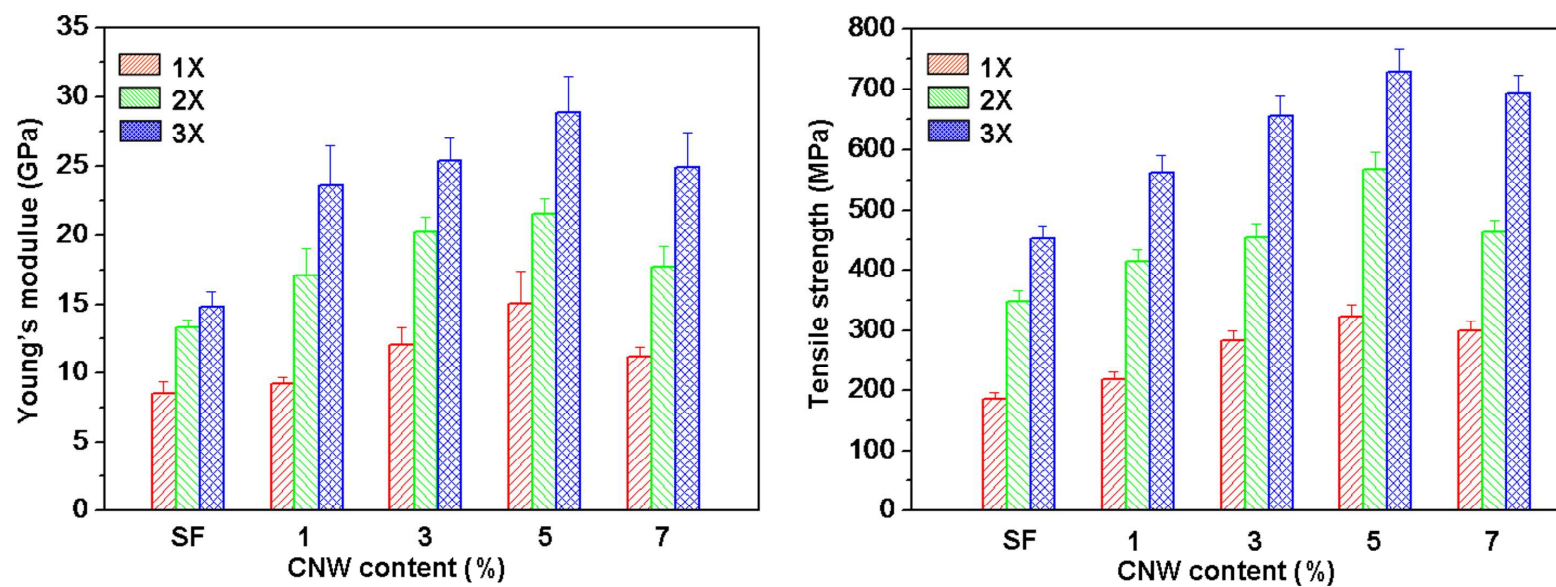 35
30
25
20
15
10
5
0
Young's modulue (GPa)
1X
2X
3X
SF 1 3 5 7
CNW content (%)
800
700
600
500
400
300
200
100
0
Tensile strength (MPa)
1X
2X
3X
SF 1 3 5 7
CNW content (%)